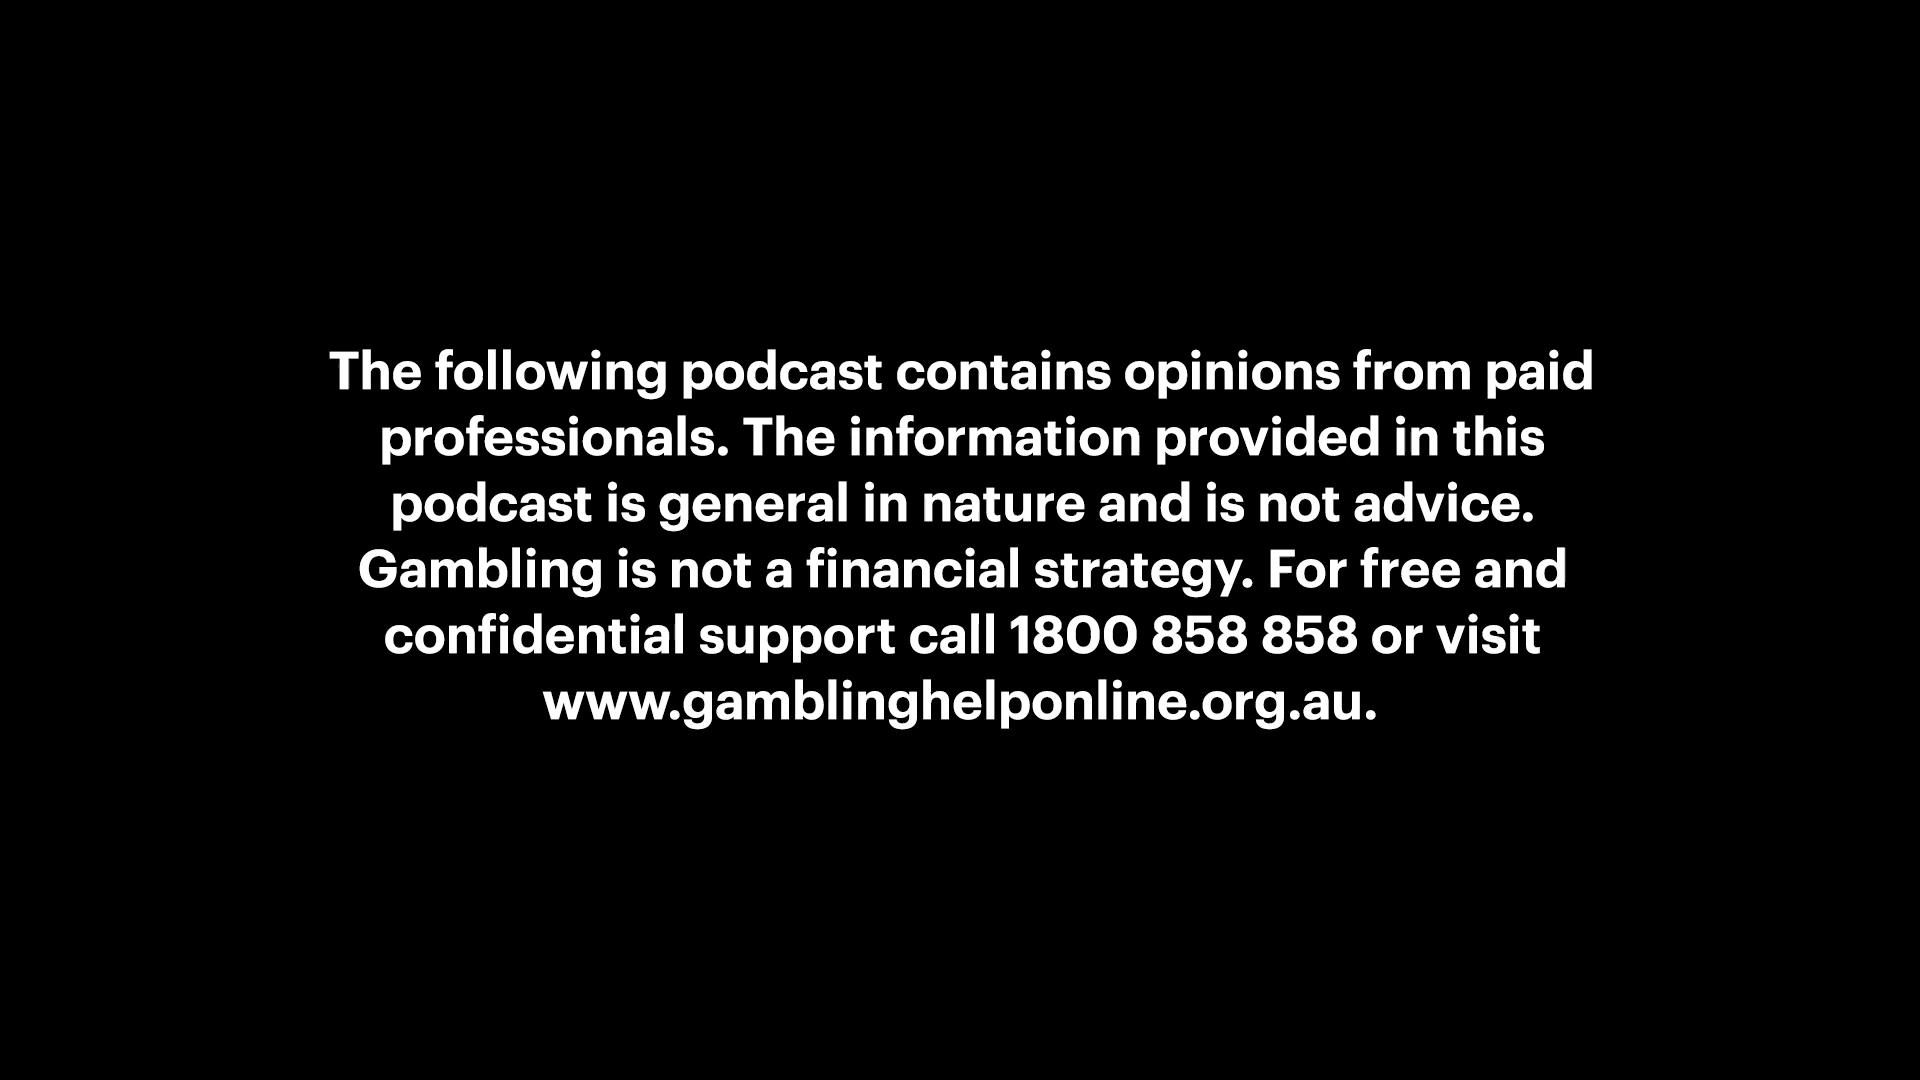 The following podcast contains opinions from paid
professionals. The information provided in this
podcast is general in nature and is not advice.
Gambling is not a financial strategy. For free and
confidential support call 1800 858 858 or visit
www.gamblinghelponline.org.au.